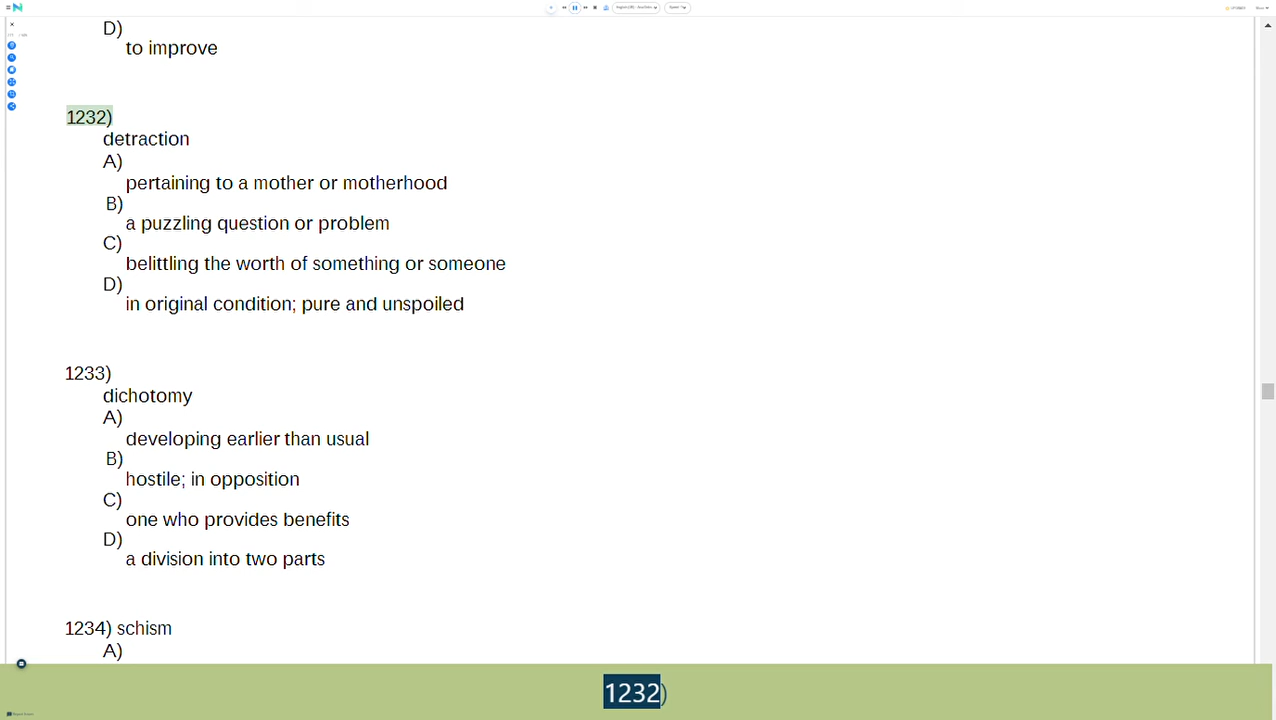 D)
to improve
1232)
detraction
A)
pertaining to a mother or motherhood
B)
a puzzling question or problem
C)
belittling the worth of something or someone
D)
in original condition; pure and unspoiled
1233)
dichotomy
A)
developing earlier than usual
B)
hostile; in opposition
C)
one who provides benefits
D)
a division into two parts
1234) schism
A)
1232)